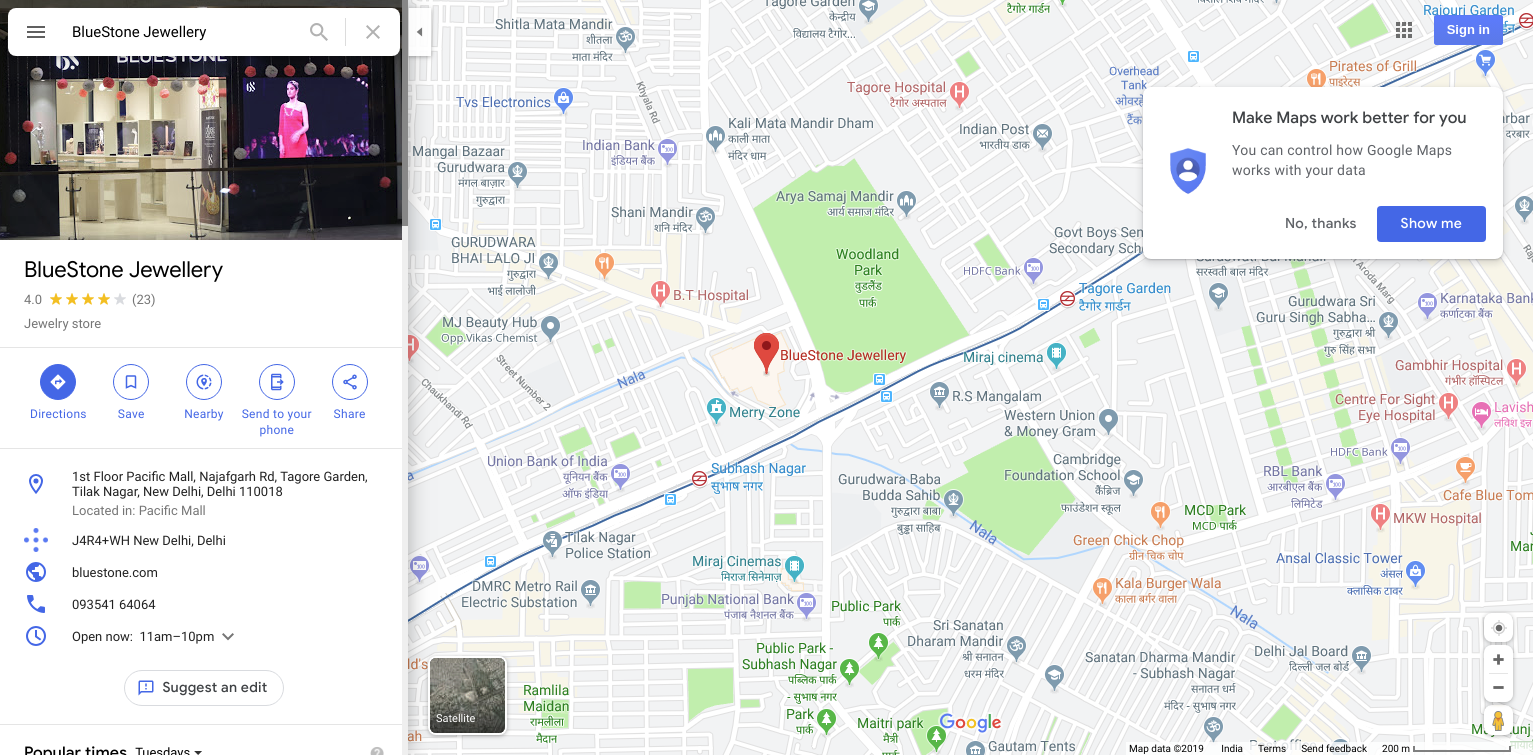 BlueStone Jewellery
BLUESTONE
BlueStone Jewellery
4.0 (23)
Jewelry store
Directions
Save
Nearby
Send to your
phone
Share
1st Floor Pacific Mall, Najafgarh Rd, Tagore Garden,
Tilak Nagar, New Delhi, Delhi 110018
Located in: Pacific Mall
J4R4+WH New Delhi, Delhi
bluestone.com
093541 64064
Open now: 11am–10pm
Suggest an edit
Popular times Tuesdays
Sign in
Make Maps work better for you
You can control how Google Maps
works with your data
No, thanks
Show me
Shitla Mata Mandir
शीतला
माता मंदिर
Tagore Garden
केन्द्रीय
विद्यालय टैगोर...
टैगोर गार्डन
Rajouri Garden
Pirates of Grill
पाइरेट्स
Overhead
Tank
Tagore Hospital
टैगोर अस्पताल
Tvs Electronics
Khyala Rd
Kali Mata Mandir Dham
काली माता
मंदिर धाम
Indian Post
भारतीय डाक
Indian Bank
इंडियन बैंक
Mangal Bazaar
Gurudwara
मंगल बाज़ार
गुरुद्वारा
Arya Samaj Mandir
आर्य समाज मंदिर
Shani Mandir
शनि मंदिर
GURUDWARA
BHAI LALO JI
गुरुद्वारा
भाई लालोजी
Woodland
Park
वुडलैंड
पार्क
Govt Boys Sen
Secondary Sch
HDFC Bank
B.T Hospital
Tagore Garden
टैगोर गार्डन
सरस्वती बाल मंदिर
Aroda Marg
Gurudwara Sri
Guru Singh Sabha...
गुरुद्वारा श्री
गुरु सिंह सभा
Karnataka Bank
कर्णाटका बैंक
MJ Beauty Hub
Opp.Vikas Chemist
BlueStone Jewellery
Miraj cinema
Gambhir Hospital
गंभीर हॉस्पिटल
Nala
Street Number 2
Chaukhandi Rd
Merry Zone
R.S Mangalam
Western Union
& Money Gram
Centre For Sight
Eye Hospital
Lavish
Union Bank of India
यूनियन बैंक
ऑफ इंडिया
Subhash Nagar
सुभाष नगर
Cambridge
Foundation School
कैंब्रिज
फाउंडेशन स्कूल
HDFC Bank
RBL Bank
आरबीएल बैंक
लिमिटेड
Cafe Blue Tom
Gurudwara Baba
Budda Sahib
गुरुद्वारा बाबा
बुड्ढा साहिब
Nala
MCD Park
MCD पार्क
MKW Hospital
Green Chick Chop
ग्रीन चिक चोप
Tilak Nagar
Police Station
Miraj Cinemas
मिराज सिनेमाज़
Ansal Classic Tower
अंसल
क्लासिक टावर
DMRC Metro Rail
Electric Substation
Punjab National Bank
पंजाब नैशनल बैंक
Kala Burger Wala
काला बर्गर वाला
Nala
Public Park
पब्लिक पार्क
Sri Sanatan
Dharam Mandir
श्री सनातन
धरम मंदिर
Public Park -
Subhash Nagar
पब्लिक पार्क
- सुभाष नगर
Sanatan Dharma Mandir
- Subhash Nagar
सनातन धर्म
मंदिर - सुभाष नगर
Delhi Jal Board
दिल्ली जल बोर्ड
Ramlila
Maidan
रामलीला
मैदान
Park
पार्क
Maitri park
मैत्री
पार्क
Google
Gautam Tents
Satellite
Map data ©2019 India Terms Send feedback 200 m